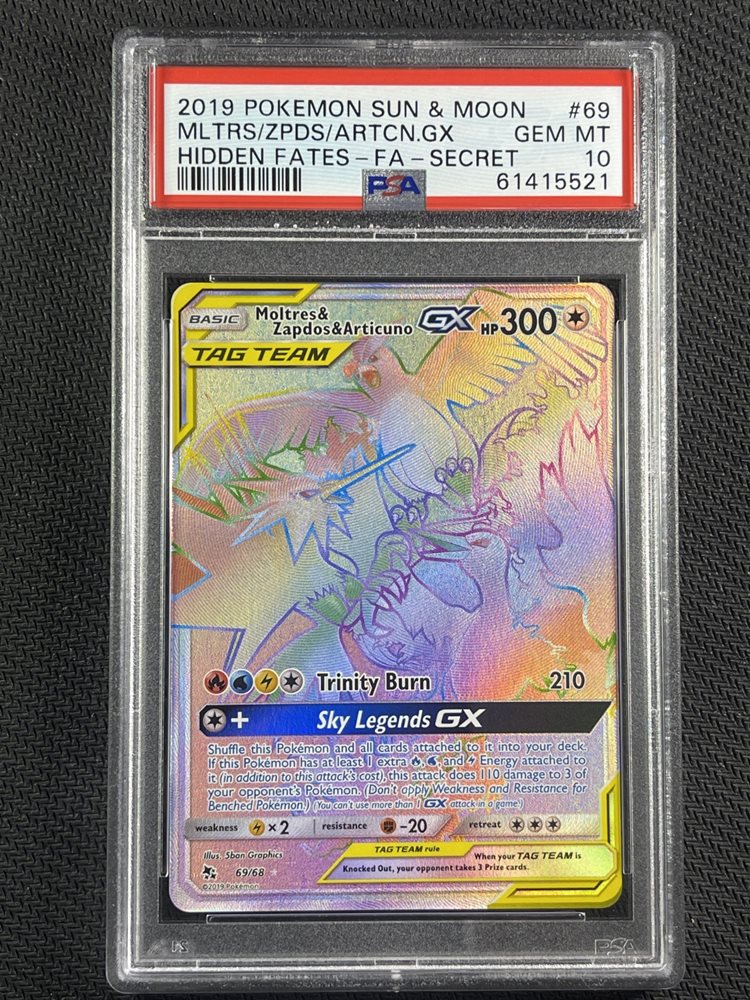 2019 POKEMON SUN & MOON #69
MLTRS/ZPDS/ARTCN.GX GEM MT
HIDDEN FATES-FA-SECRET 10
PSA 61415521
BASIC Moltres&
Zapdos&Articuno GX HP300
TAG TEAM
Trinity Burn 210
+ Sky Legends GX
Shuffle this Pokémon and all cards attached to it into your deck.
If this Pokémon has at least 1 extra , , and Energy attached to
it (in addition to this attack's cost), this attack does 110 damage to 3 of
your opponent's Pokémon. (Don't apply Weakness and Resistance for
Benched Pokémon.) (You can't use more than 1 GX attack in a game.)
weakness ×2 resistance -20 retreat
Illus. 5ban Graphics
TAG TEAM rule
When your TAG TEAM is
Knocked Out, your opponent takes 3 Prize cards.
69/68
©2019 Pokémon
PSA